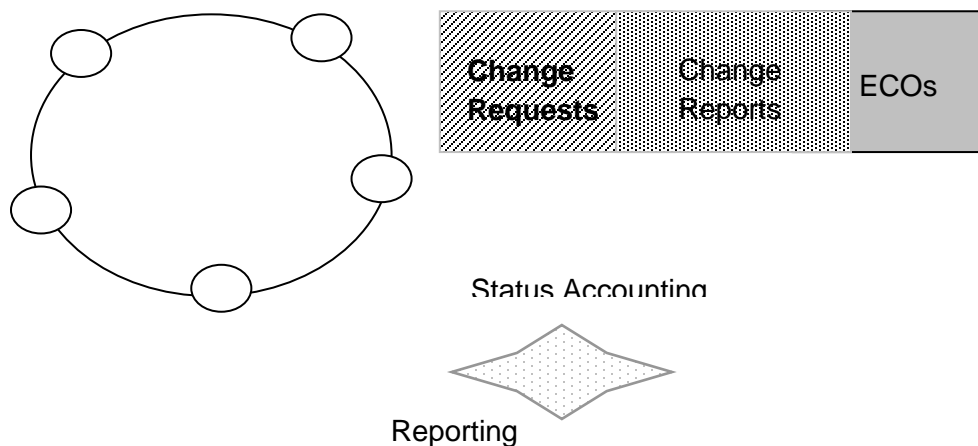 Change
Requests
Change
Reports
ECOs
Status Accounting
Reporting